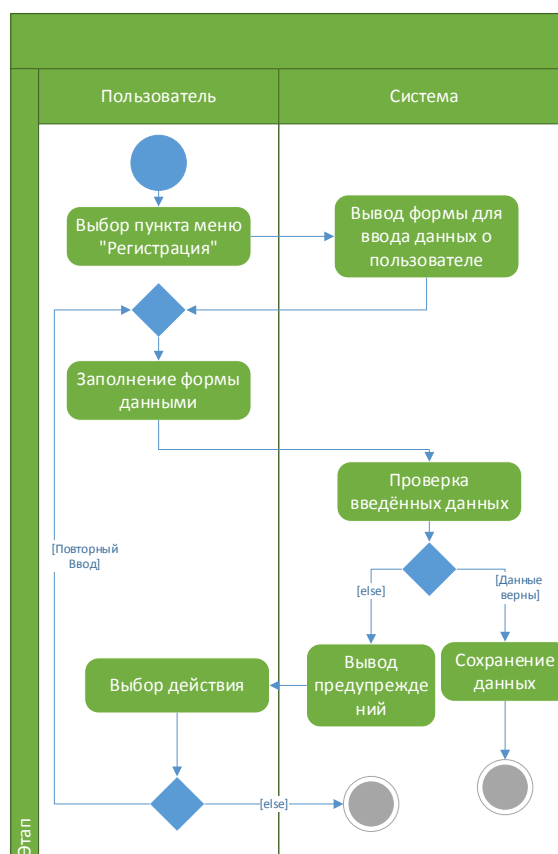 Пользователь
Система
Выбор пункта меню
"Регистрация"
Вывод формы для
ввода данных о
пользователе
Заполнение формы
данными
Проверка
введённых данных
[Повторный
Ввод]
[else]
[Данные
верны]
Выбор действия
Вывод
предупрежде
ний
Сохранение
данных
[else]
Этап